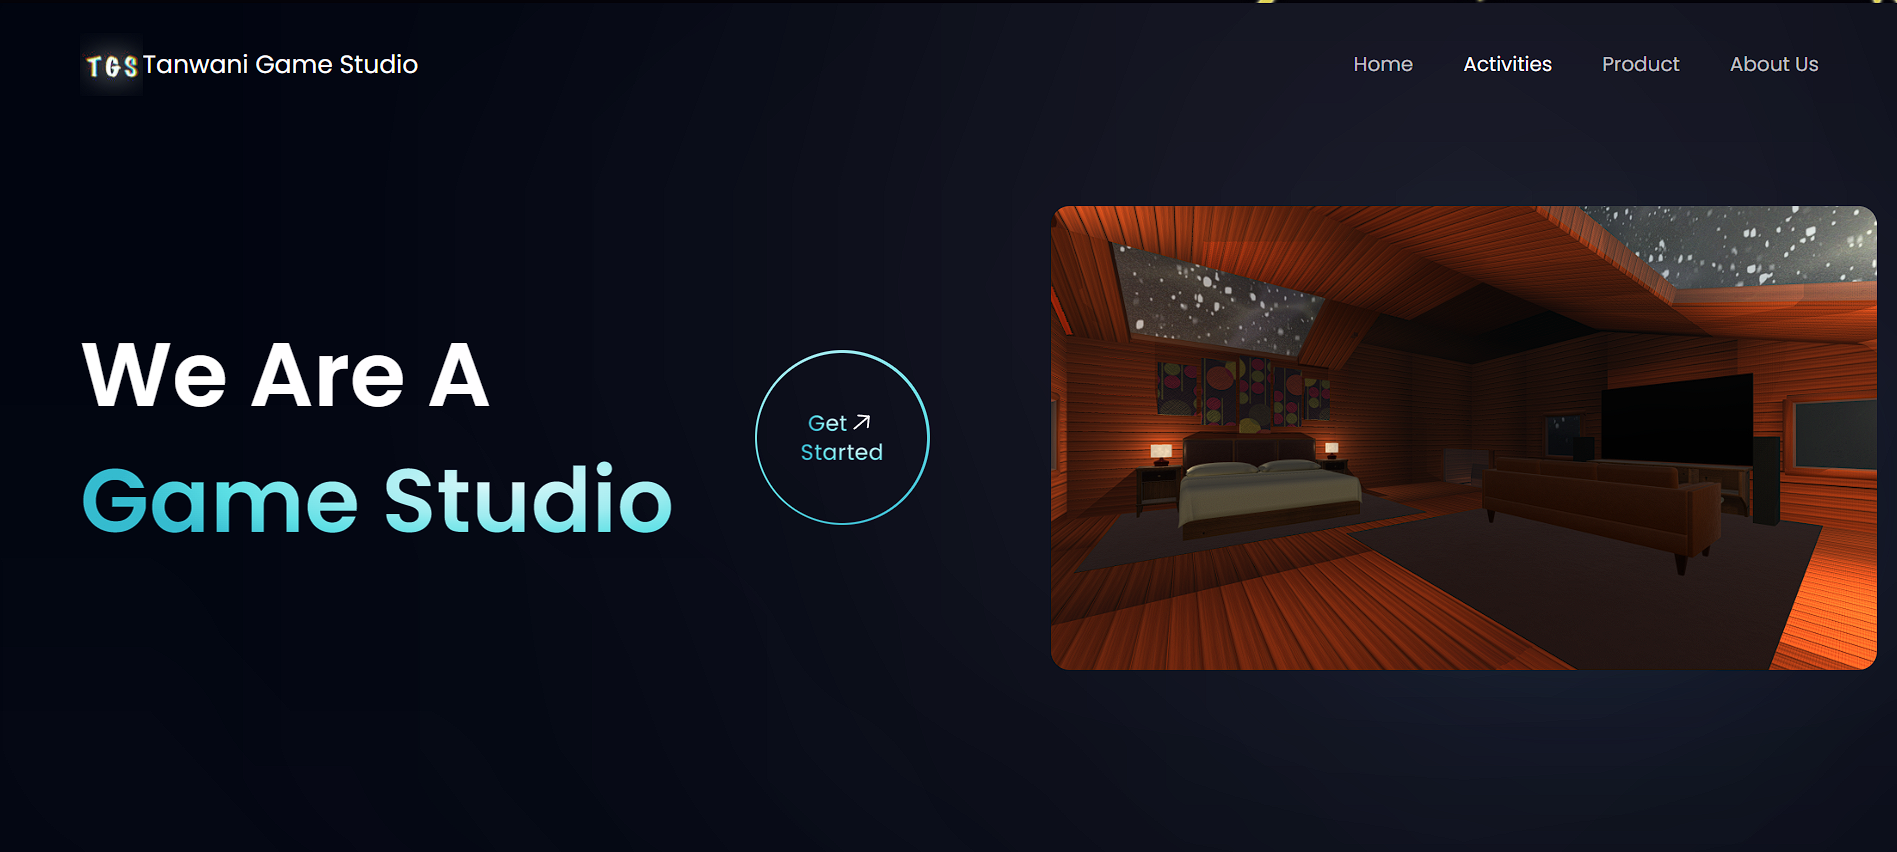 TGS Tanwani Game Studio
Home Activities Product About Us
We Are A
Game Studio
Get
Started